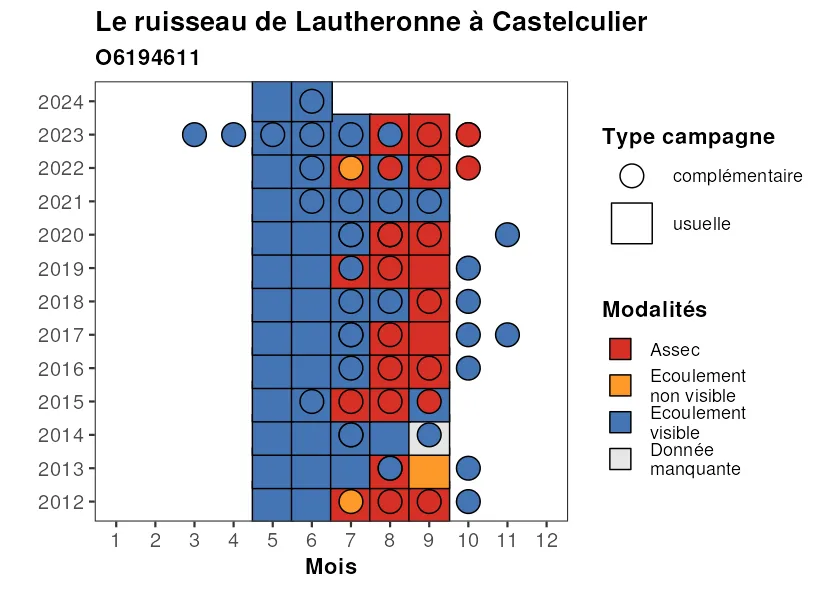 Le ruisseau de Lautheronne à Castelculier
O6194611
2024
2023
2022
2021
2020
2019
2018
2017
2016
2015
2014
2013
2012
1 2 3 4 5 6 7 8 9 10 11 12
Mois
Type campagne
complémentaire
usuelle
Modalités
Assec
Ecoulement
non visible
Ecoulement
visible
Donnée
manquante